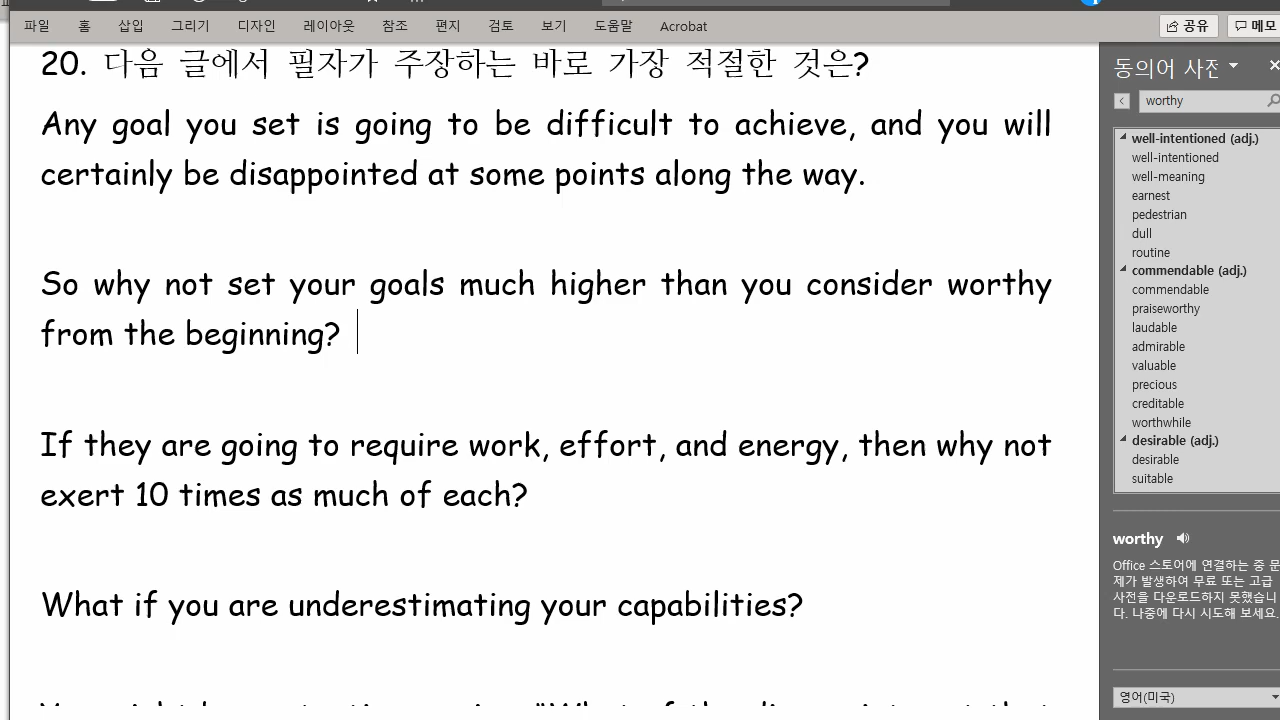 파일 홈 삽입 그리기 디자인 레이아웃 참조 편지 검토 보기 도움말 Acrobat 공유 메모
20. 다음 글에서 필자가 주장하는 바로 가장 적절한 것은?
Any goal you set is going to be difficult to achieve, and you will
certainly be disappointed at some points along the way.
So why not set your goals much higher than you consider worthy
from the beginning?
If they are going to require work, effort, and energy, then why not
exert 10 times as much of each?
What if you are underestimating your capabilities?
동의어 사전
worthy
well-intentioned (adj.)
well-intentioned
well-meaning
earnest
pedestrian
dull
routine
commendable (adj.)
commendable
praiseworthy
laudable
admirable
valuable
precious
creditable
worthwhile
desirable (adj.)
desirable
suitable
worthy
Office 스토어에 연결하는 중 문
제가 발생하여 무료 또는 고급
사전을 다운로드하지 못했습니
다. 나중에 다시 시도해 보세요.
영어(미국)